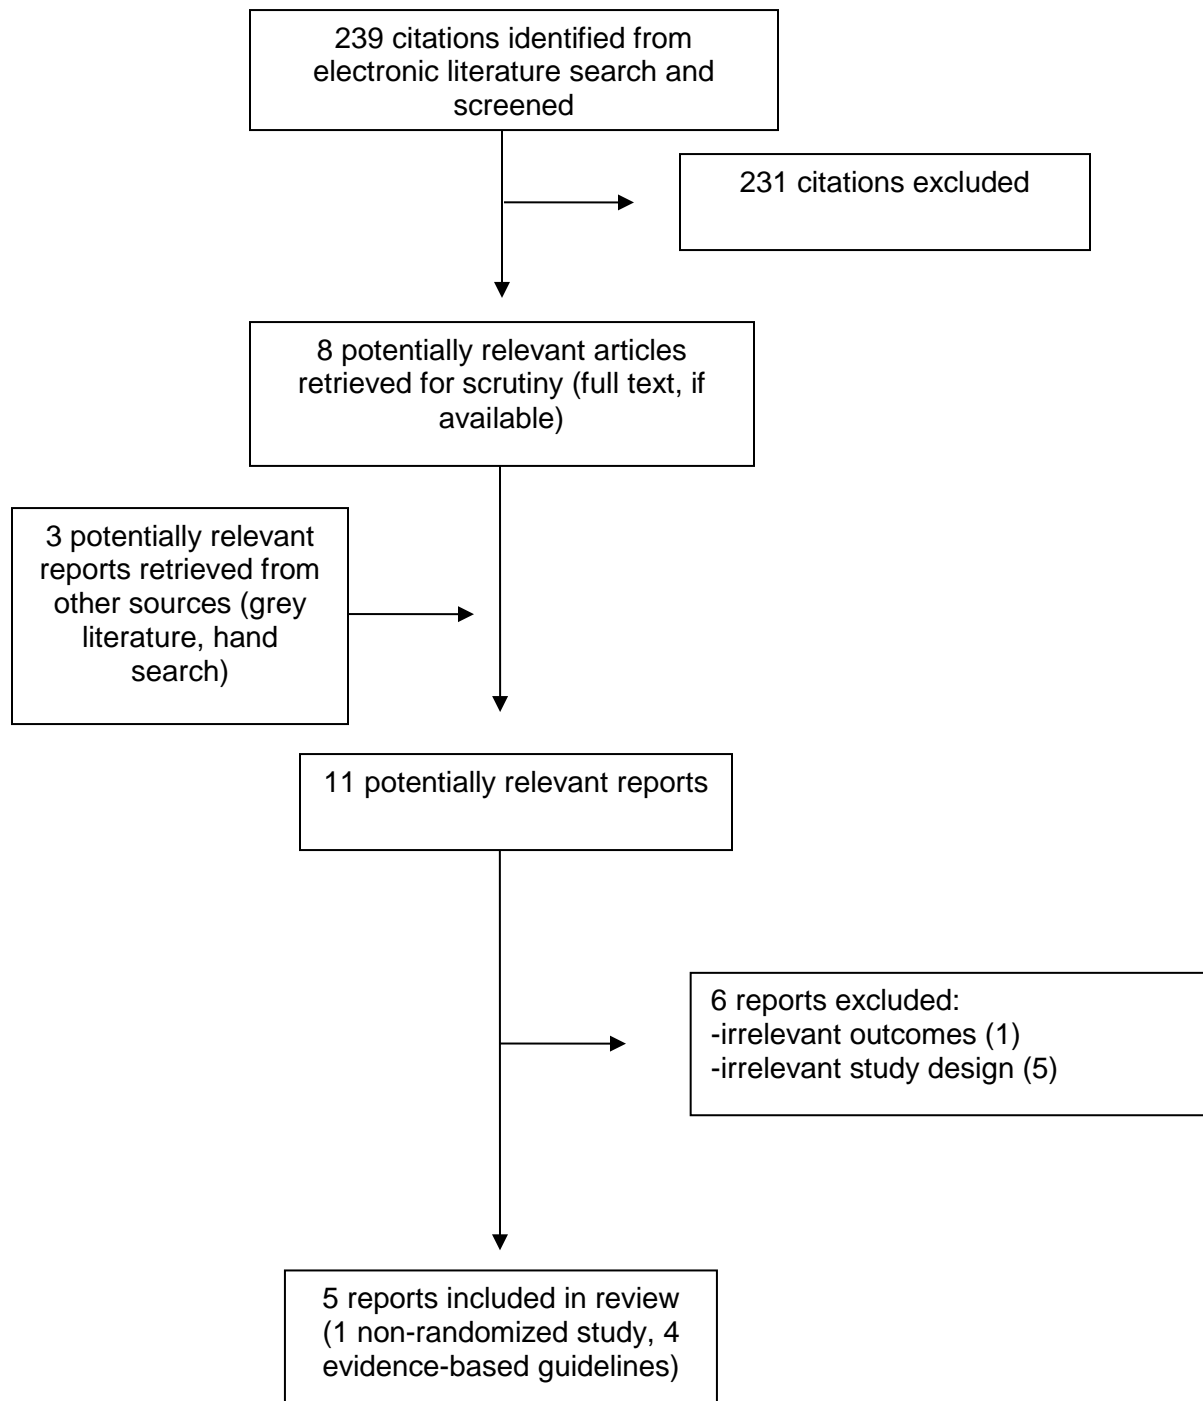 239 citations identified from
electronic literature search and
screened
231 citations excluded
8 potentially relevant articles
retrieved for scrutiny (full text, if
available)
3 potentially relevant
reports retrieved from
other sources (grey
literature, hand
search)
11 potentially relevant reports
6 reports excluded:
-irrelevant outcomes (1)
-irrelevant study design (5)
5 reports included in review
(1 non-randomized study, 4
evidence-based guidelines)